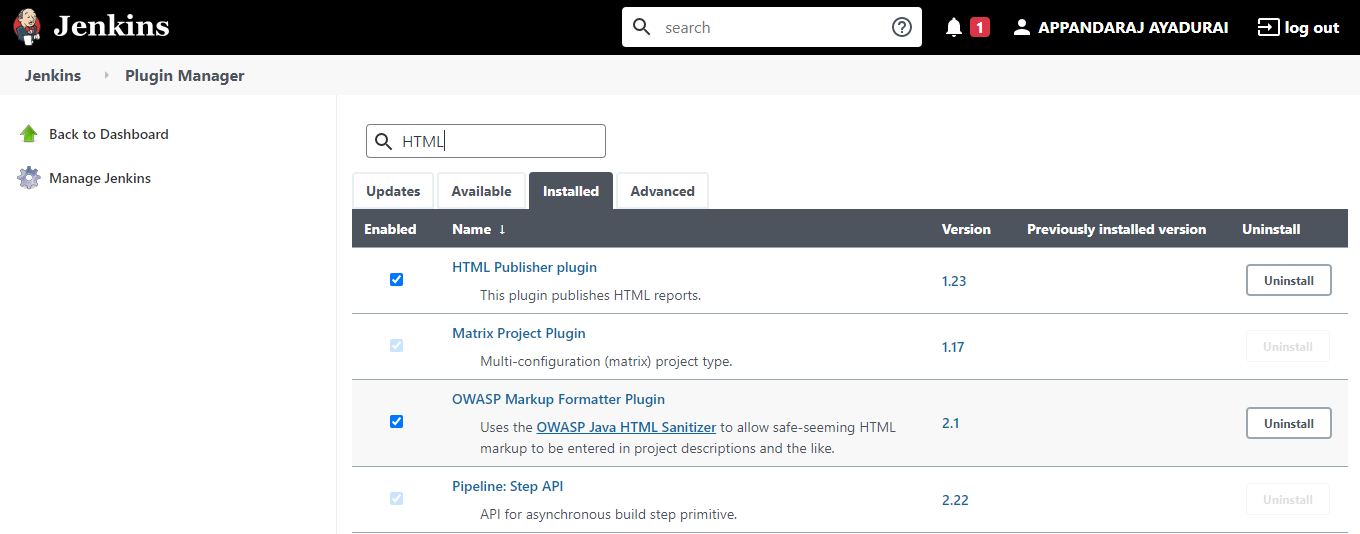 Jenkins
search
1
APPANDARAJ AYADURAI
log out
Jenkins
Plugin Manager
Back to Dashboard
Manage Jenkins
HTML
Updates
Available
Installed
Advanced
Enabled
Name ↓
Version
Previously installed version
Uninstall
HTML Publisher plugin
This plugin publishes HTML reports.
1.23
Uninstall
Matrix Project Plugin
Multi-configuration (matrix) project type.
1.17
Uninstall
OWASP Markup Formatter Plugin
Uses the OWASP Java HTML Sanitizer to allow safe-seeming HTML
markup to be entered in project descriptions and the like.
2.1
Uninstall
Pipeline: Step API
API for asynchronous build step primitive.
2.22
Uninstall